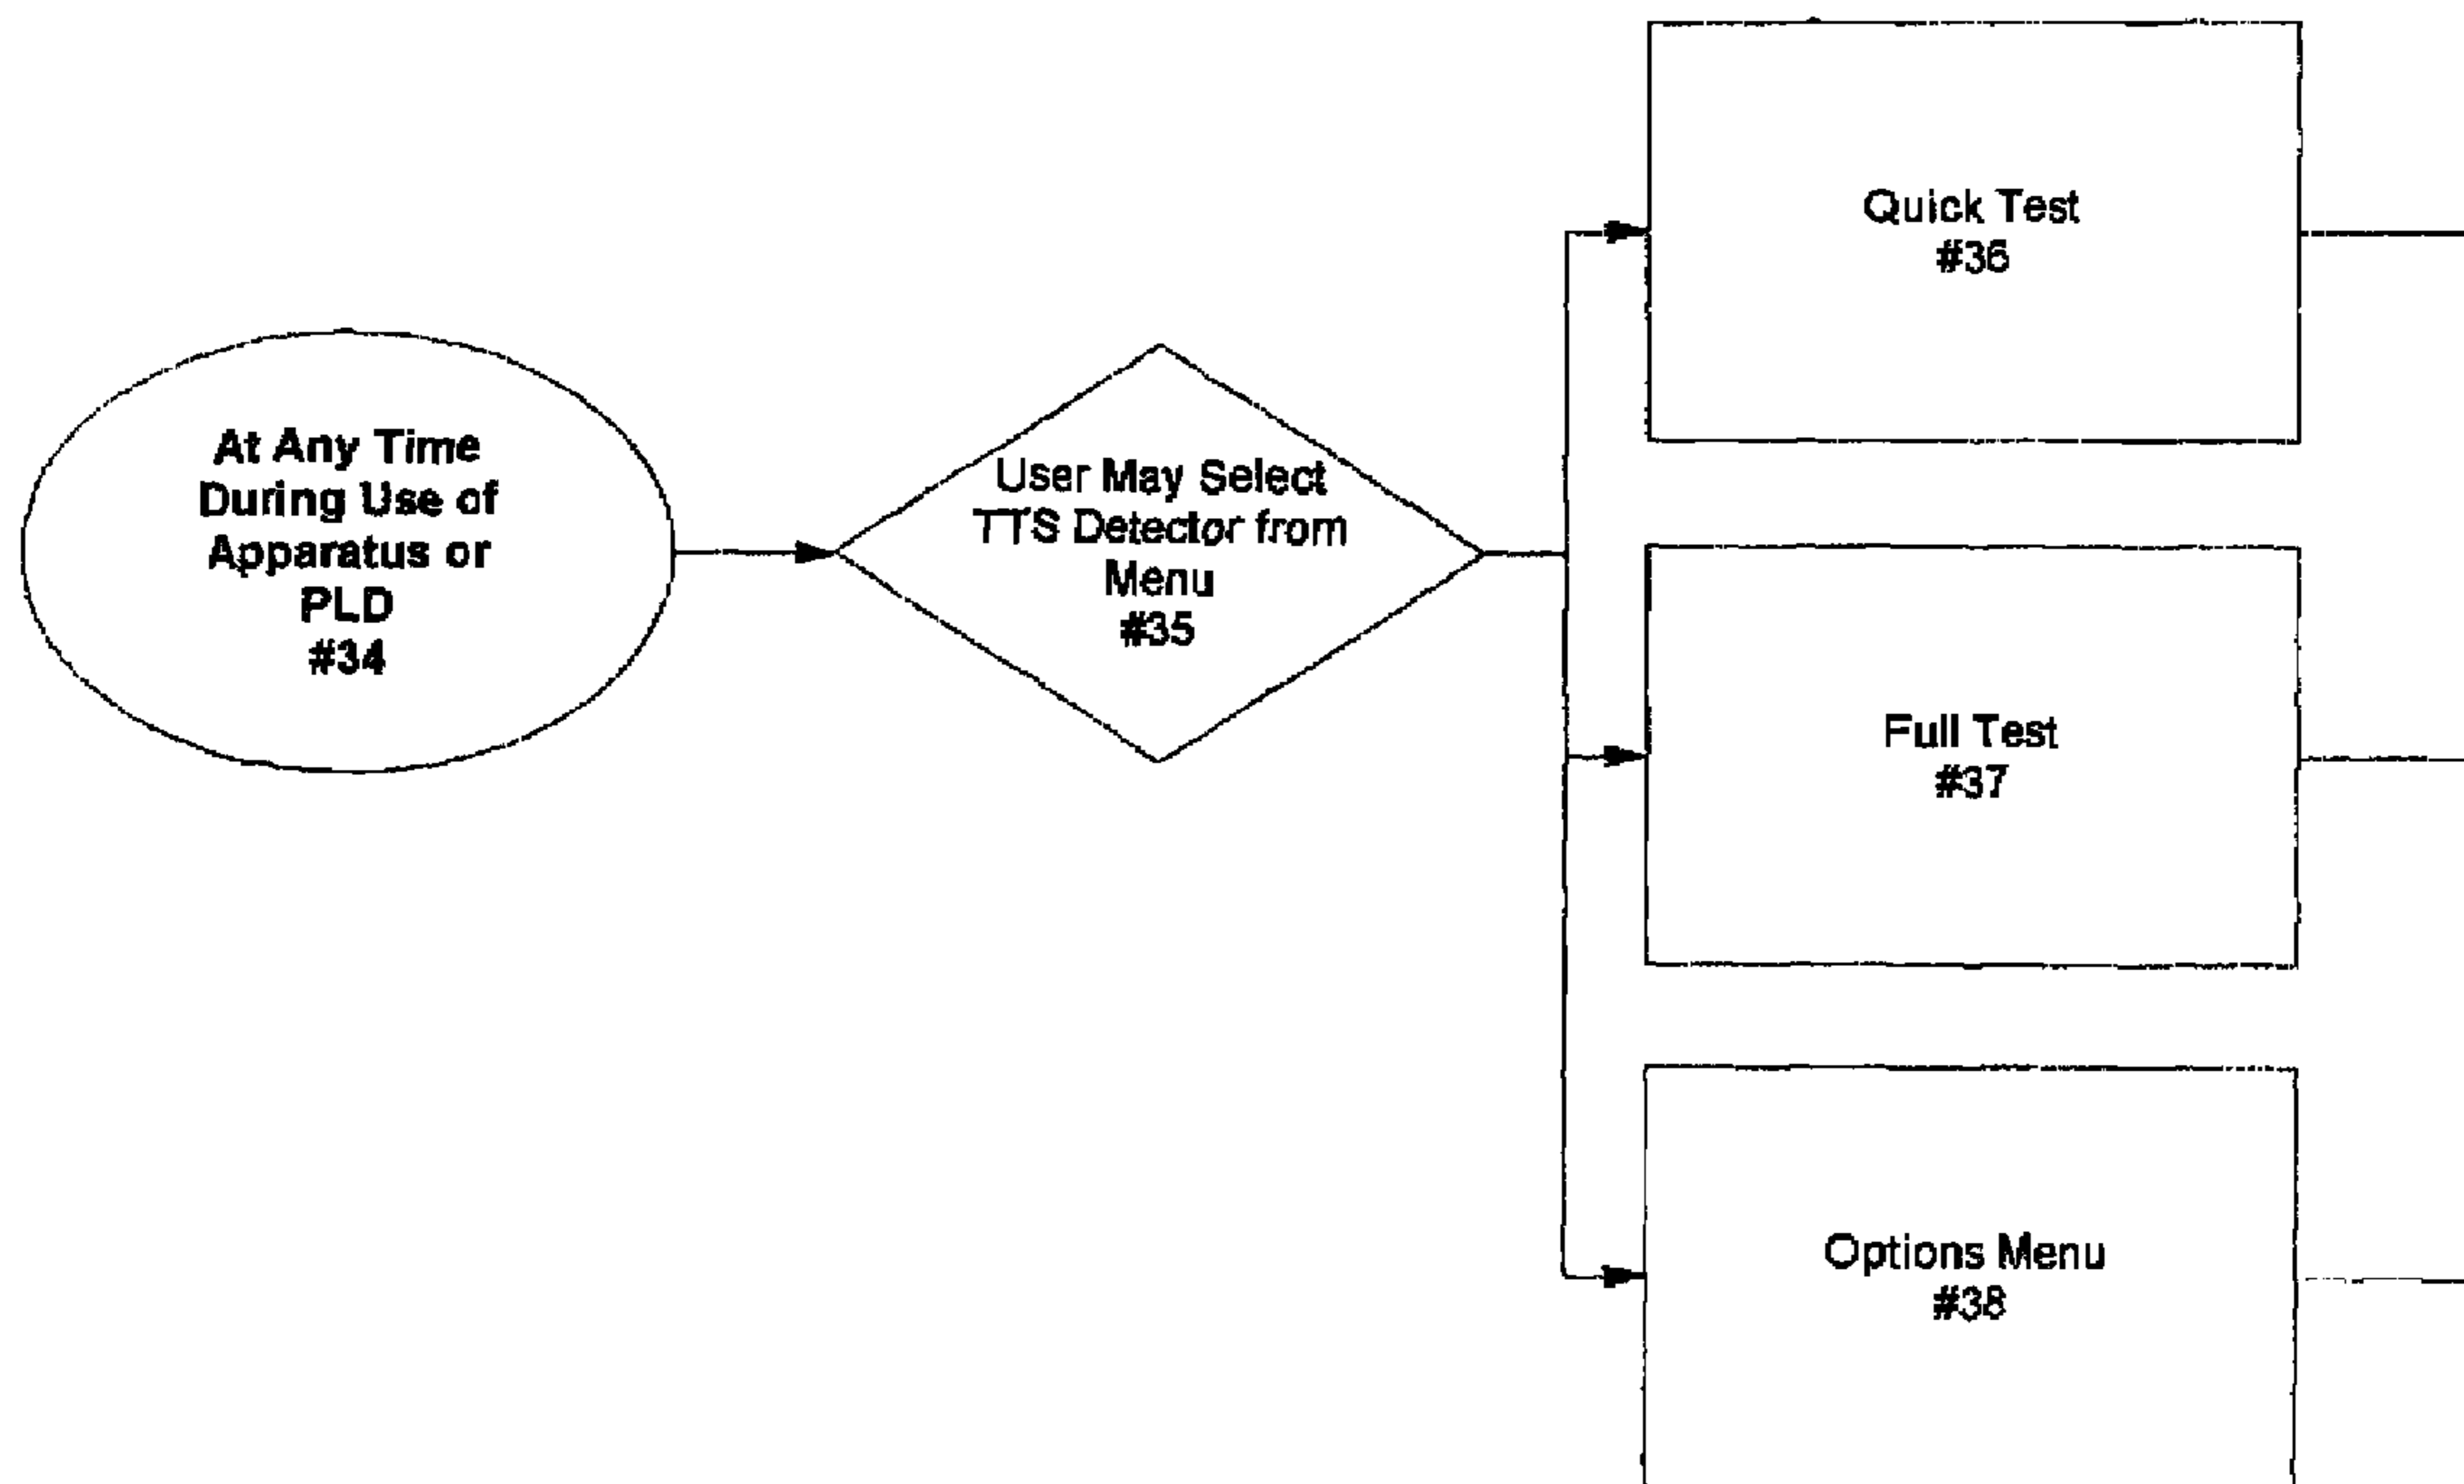 At Any Time
During Use of
Apparatus or
PLD
#34
User May Select
TTS Detector from
Menu
#35
Quick Test
#36
Full Test
#37
Options Menu
#38